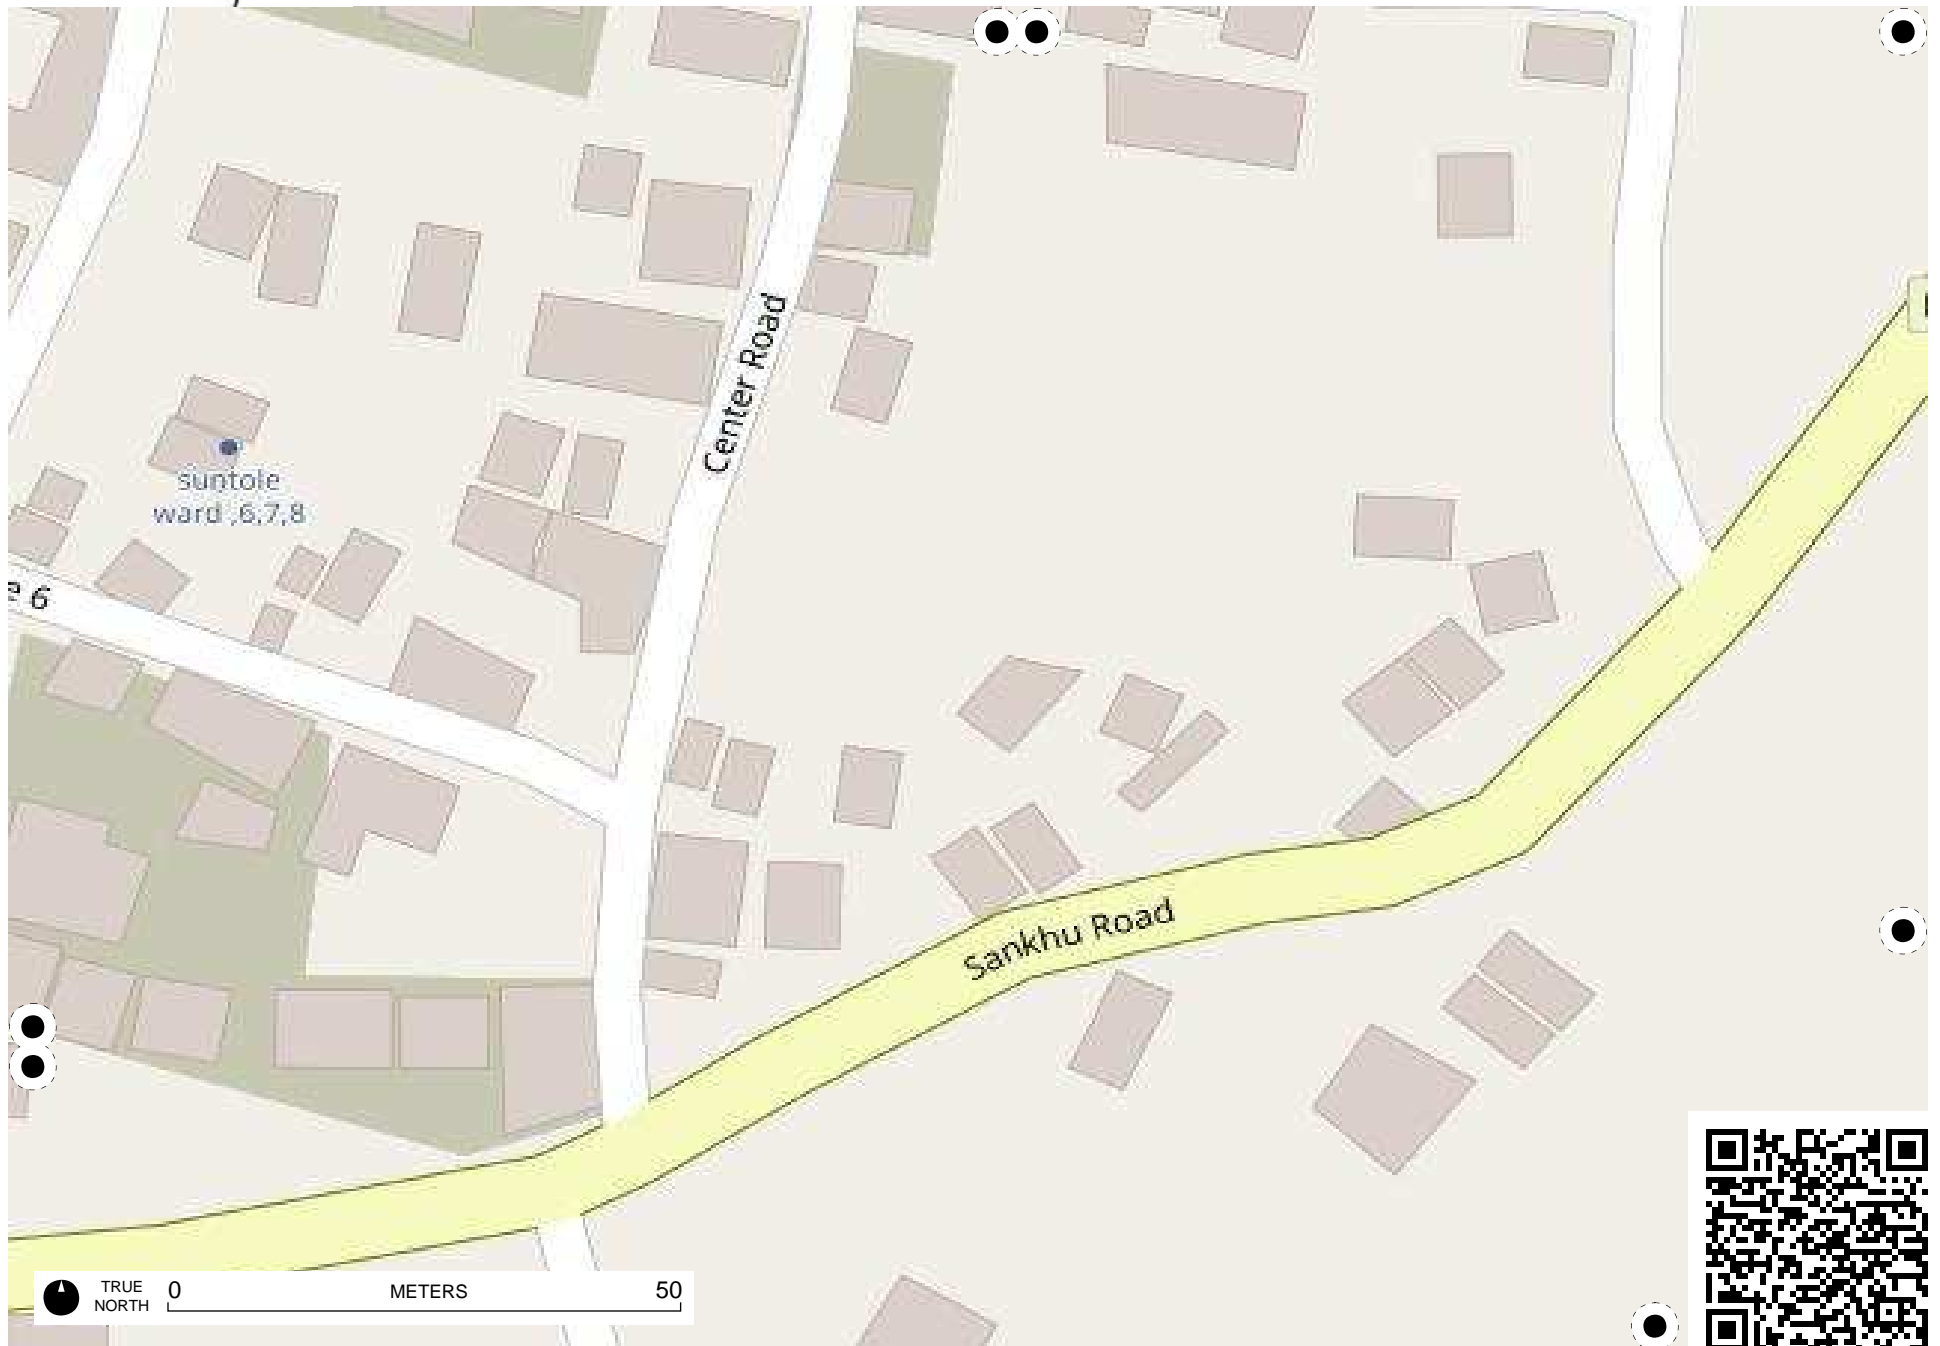 Center Road
suntole
ward ,6,7,8
e 6
Sankhu Road
TRUE
NORTH
0
METERS
50